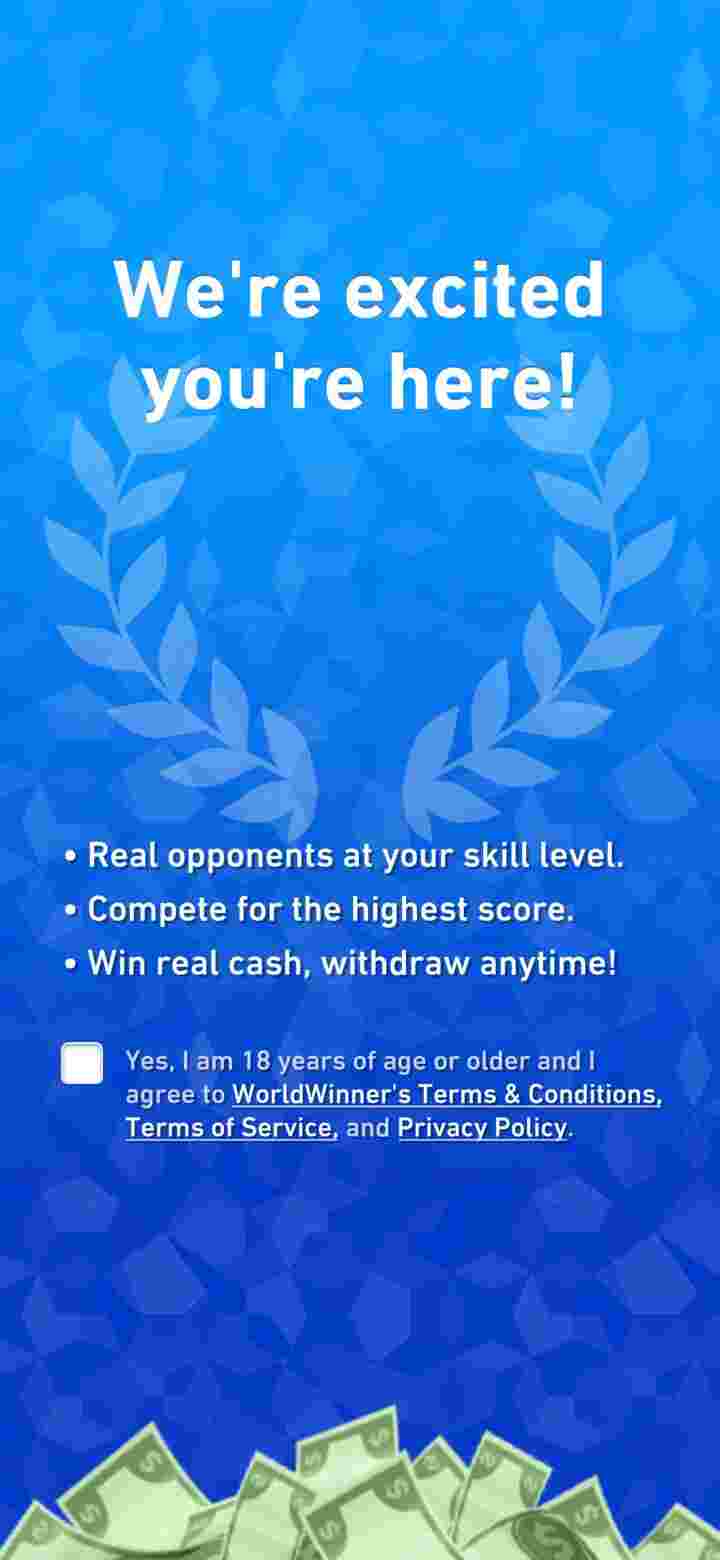 We're excited
you're here!
• Real opponents at your skill level.
• Compete for the highest score.
• Win real cash, withdraw anytime!
Yes, I am 18 years of age or older and I
agree to WorldWinner's Terms & Conditions,
Terms of Service, and Privacy Policy.